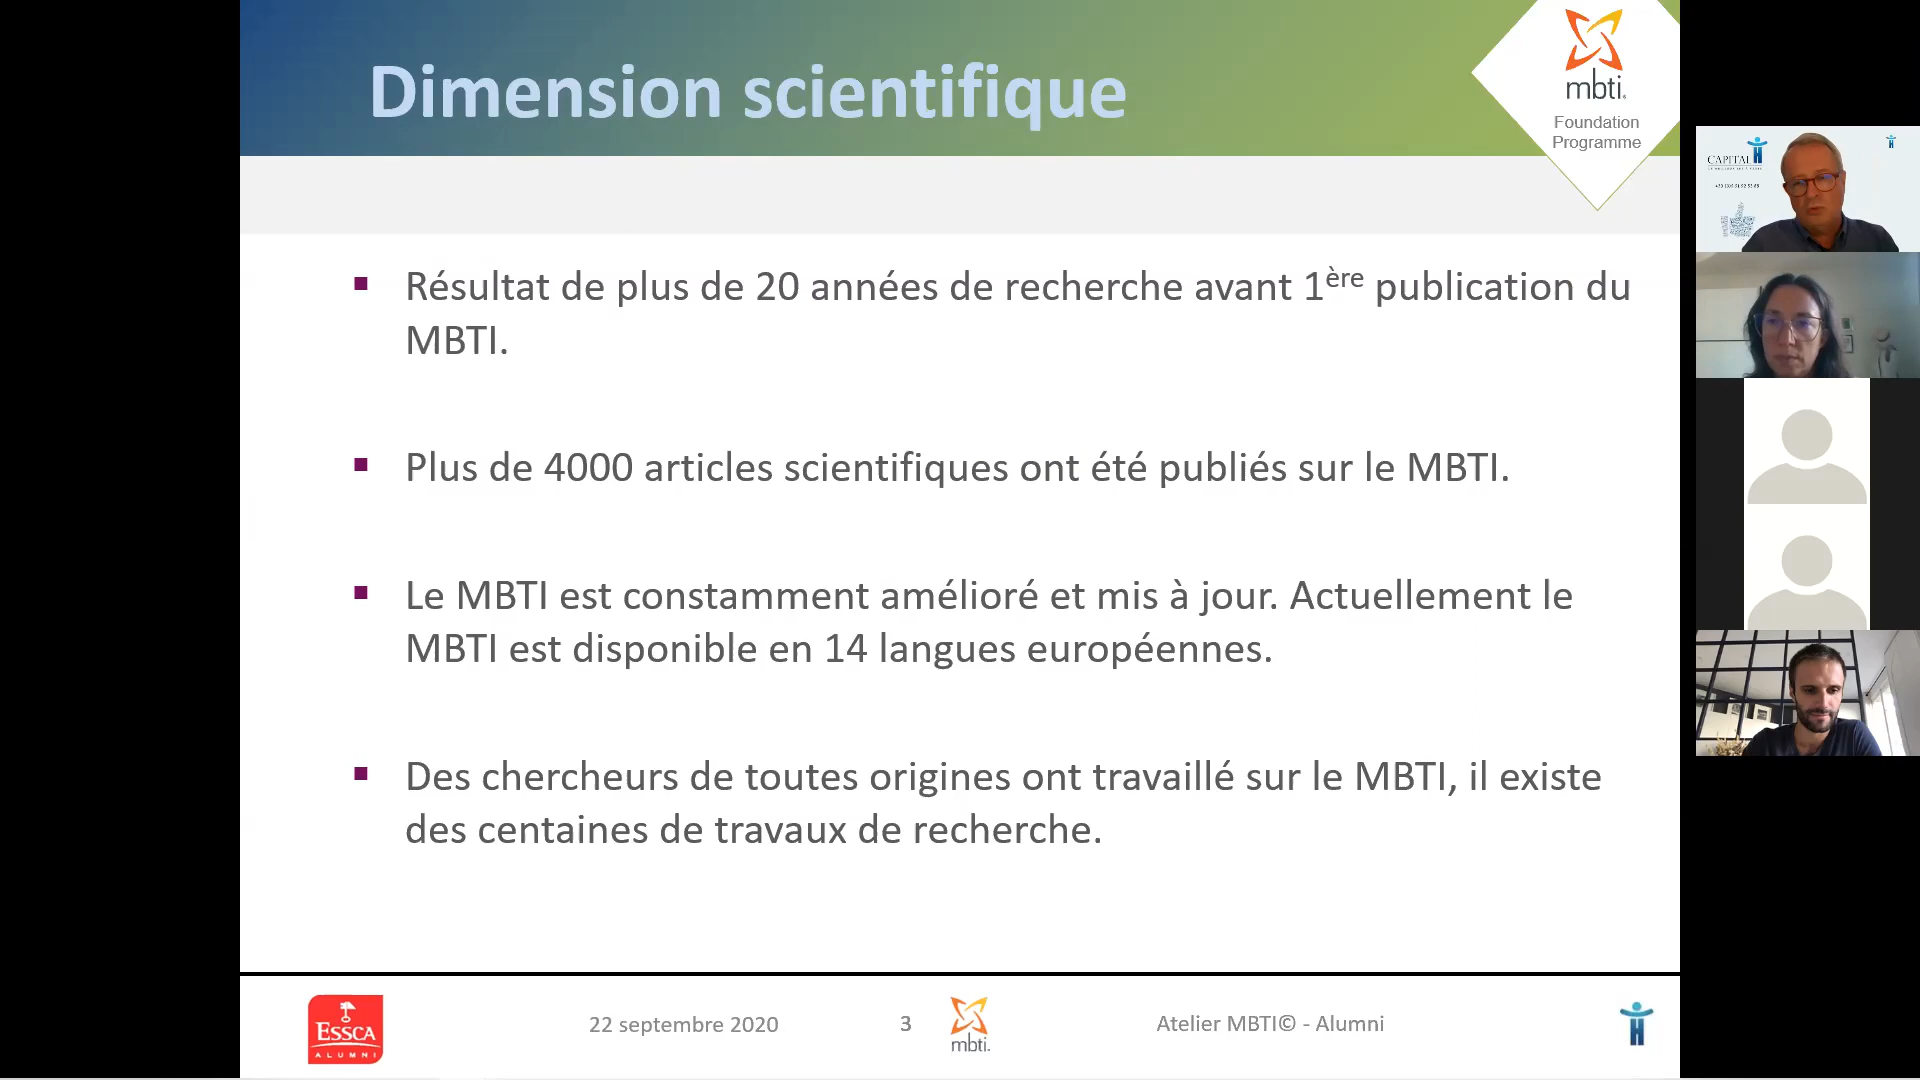 Dimension scientifique
mbti®
Foundation
Programme
Résultat de plus de 20 années de recherche avant 1ère publication du
MBTI.
Plus de 4000 articles scientifiques ont été publiés sur le MBTI.
Le MBTI est constamment amélioré et mis à jour. Actuellement le
MBTI est disponible en 14 langues européennes.
Des chercheurs de toutes origines ont travaillé sur le MBTI, il existe
des centaines de travaux de recherche.
ESSCA
ALUMNI
22 septembre 2020
3
mbti®
Atelier MBTI© - Alumni
CAPITAL H